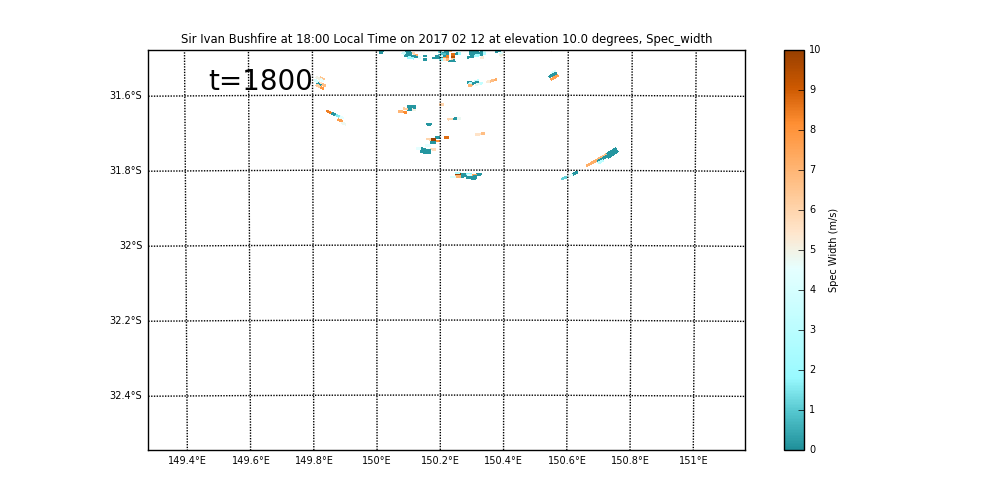 Sir Ivan Bushfire at 18:00 Local Time on 2017 02 12 at elevation 10.0 degrees, Spec_width
t=1800
31.6°S
31.8°S
32°S
32.2°S
32.4°S
149.4°E 149.6°E 149.8°E 150°E 150.2°E 150.4°E 150.6°E 150.8°E 151°E
10
9
8
7
6
5
4
3
2
1
0
Spec Width (m/s)